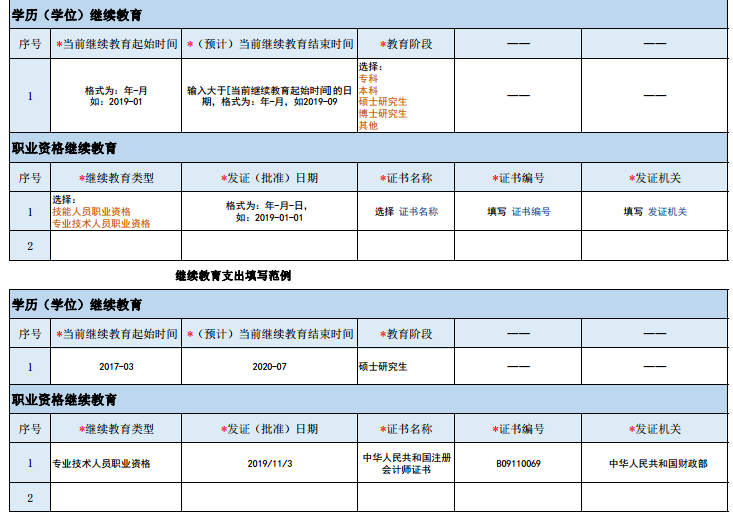 学历（学位）继续教育
序号 *当前继续教育起始时间 *（预计）当前继续教育结束时间 *教育阶段 —— ——
1 格式为：年-月 如：2019-01 输入大于[当前继续教育起始时间]的日期，格式为：年-月，如2019-09 选择： —— ——
专科
本科
硕士研究生
博士研究生
其他
职业资格继续教育
序号 *继续教育类型 *发证（批准）日期 *证书名称 *证书编号 *发证机关
1 选择： 格式为：年-月-日， 如：2019-01-01 选择 证书名称 填写 证书编号 填写 发证机关
技能人员职业资格
专业技术人员职业资格
2
继续教育支出填写范例
学历（学位）继续教育
序号 *当前继续教育起始时间 *（预计）当前继续教育结束时间 *教育阶段 —— ——
1 2017-03 2020-07 硕士研究生 —— ——
职业资格继续教育
序号 *继续教育类型 *发证（批准）日期 *证书名称 *证书编号 *发证机关
1 专业技术人员职业资格 2019/11/3 中华人民共和国注册会计师证书 B09110069 中华人民共和国财政部
2